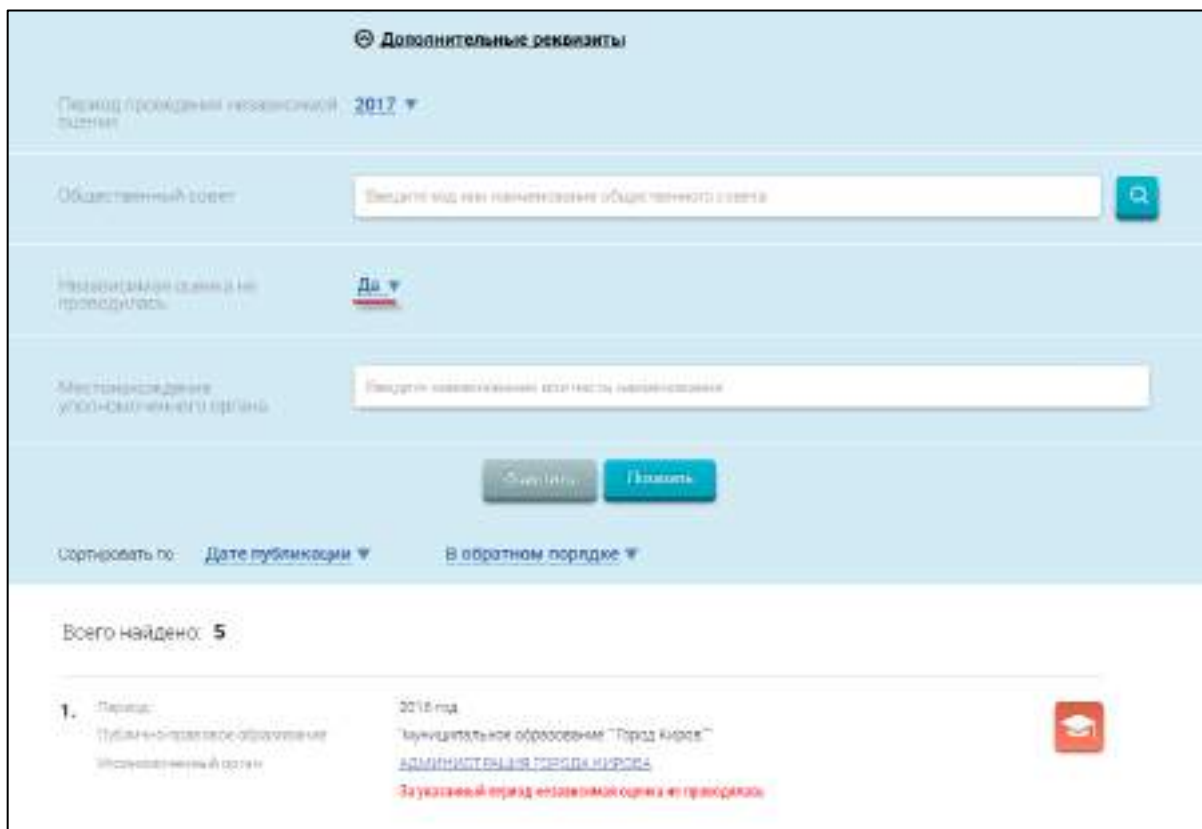 Дополнительные реквизиты
Период проведения независимой 2017
оценки
Общественный совет Введите код или наименование общественного совета
Независимая оценка не Да
проводилась
Местонахождение Введите наименование или часть наименования
уполномоченного органа
Очистить Показать
Сортировать по Дате публикации В обратном порядке
Всего найдено: 5
1. Период: год
Публично-правовое образование "муниципальное образование ""Город Киров""
Уполномоченный орган АДМИНИСТРАЦИЯ ГОРОДА КИРОВА
За указанный период независимая оценка не проводилась